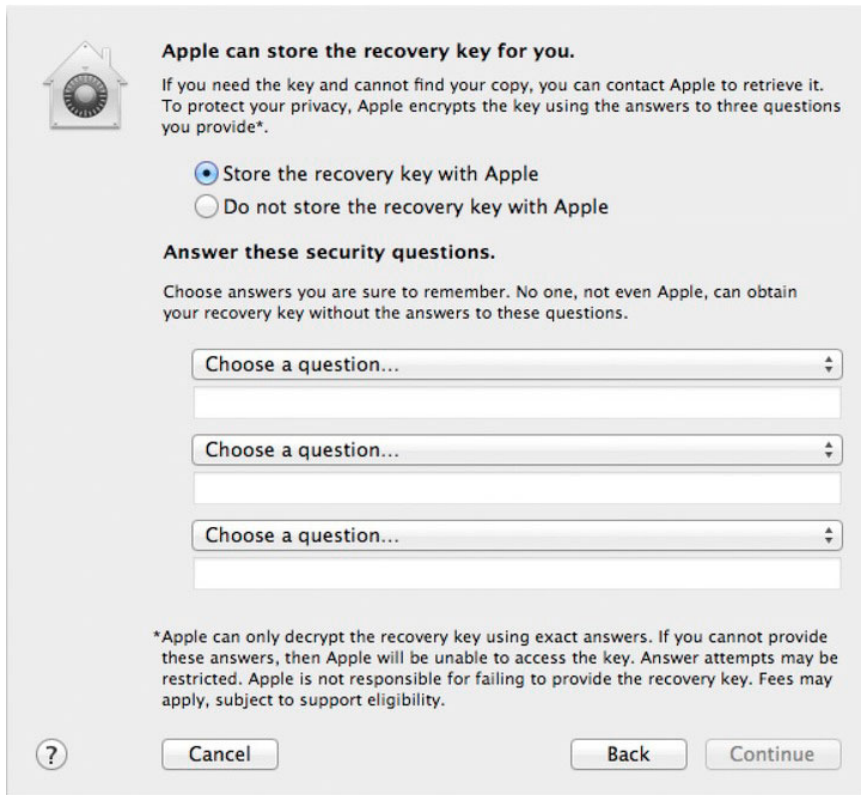 Apple can store the recovery key for you.
If you need the key and cannot find your copy, you can contact Apple to retrieve it.
To protect your privacy, Apple encrypts the key using the answers to three questions
you provide*.
Store the recovery key with Apple
Do not store the recovery key with Apple
Answer these security questions.
Choose answers you are sure to remember. No one, not even Apple, can obtain
your recovery key without the answers to these questions.
Choose a question...
Choose a question...
Choose a question...
*Apple can only decrypt the recovery key using exact answers. If you cannot provide
these answers, then Apple will be unable to access the key. Answer attempts may be
restricted. Apple is not responsible for failing to provide the recovery key. Fees may
apply, subject to support eligibility.
? Cancel Back Continue